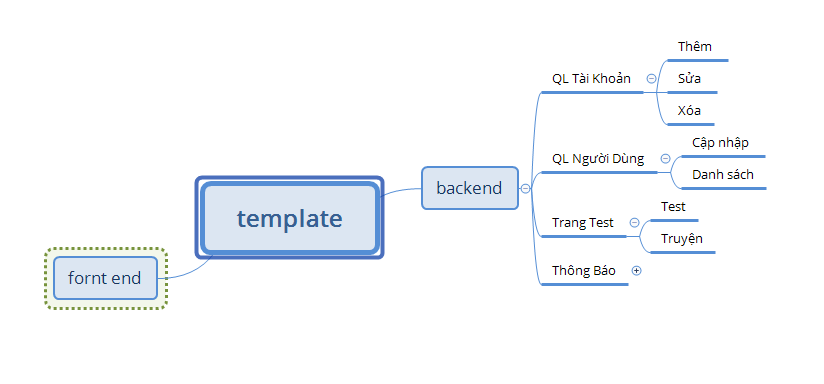 template
fornt end
backend
QL Tài Khoản
Thêm
Sửa
Xóa
QL Người Dùng
Cập nhập
Danh sách
Trang Test
Test
Truyện
Thông Báo